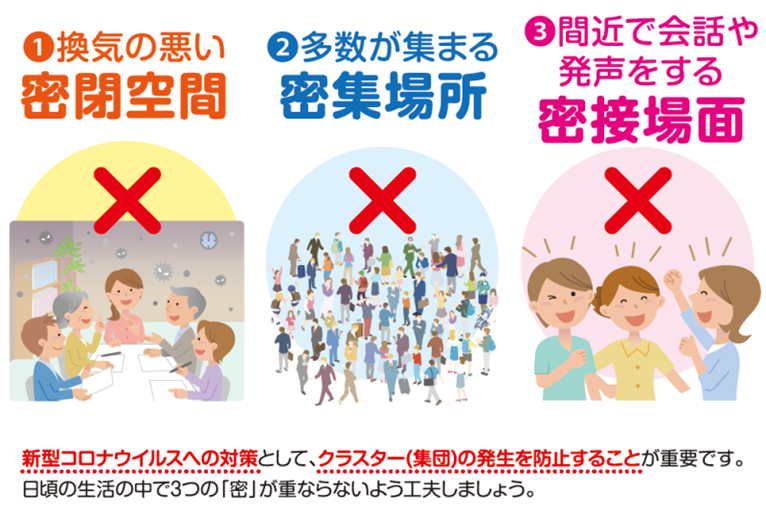 ❶換気の悪い
密閉空間
❷多数が集まる
密集場所
❸間近で会話や
発声をする
密接場面
新型コロナウイルスへの対策として、クラスター(集団)の発生を防止することが重要です。
日頃の生活の中で3つの「密」が重ならないよう工夫しましょう。